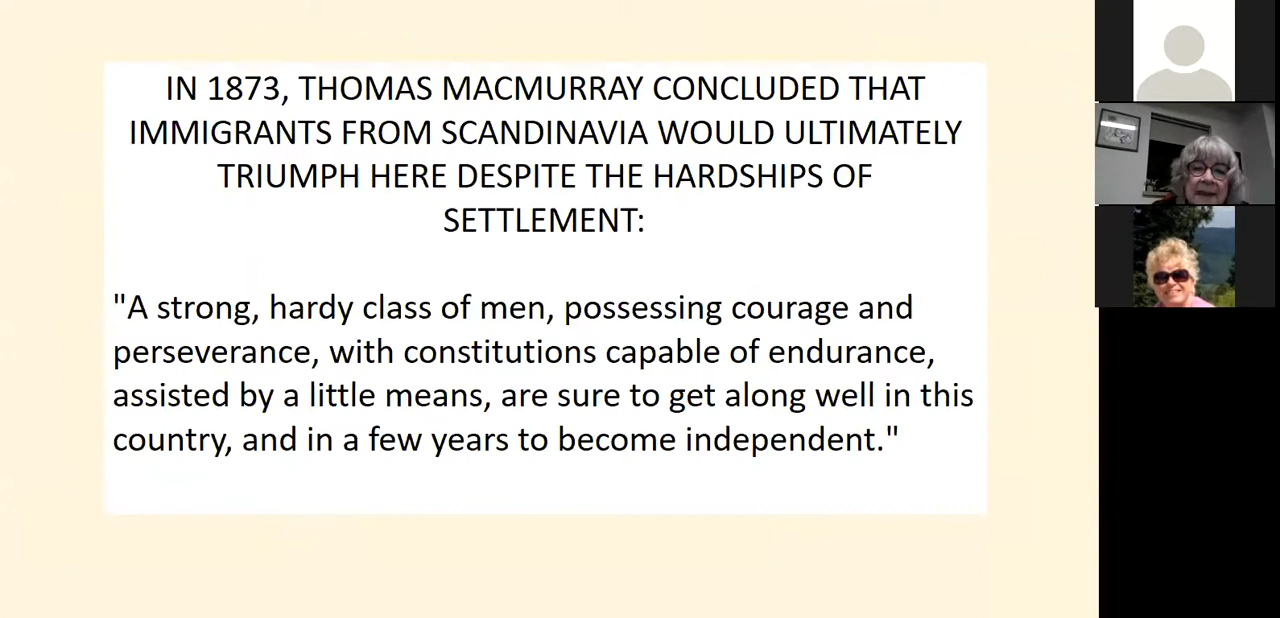 IN 1873, THOMAS MACMURRAY CONCLUDED THAT
IMMIGRANTS FROM SCANDINAVIA WOULD ULTIMATELY
TRIUMPH HERE DESPITE THE HARDSHIPS OF
SETTLEMENT:
"A strong, hardy class of men, possessing courage and
perseverance, with constitutions capable of endurance,
assisted by a little means, are sure to get along well in this
country, and in a few years to become independent."